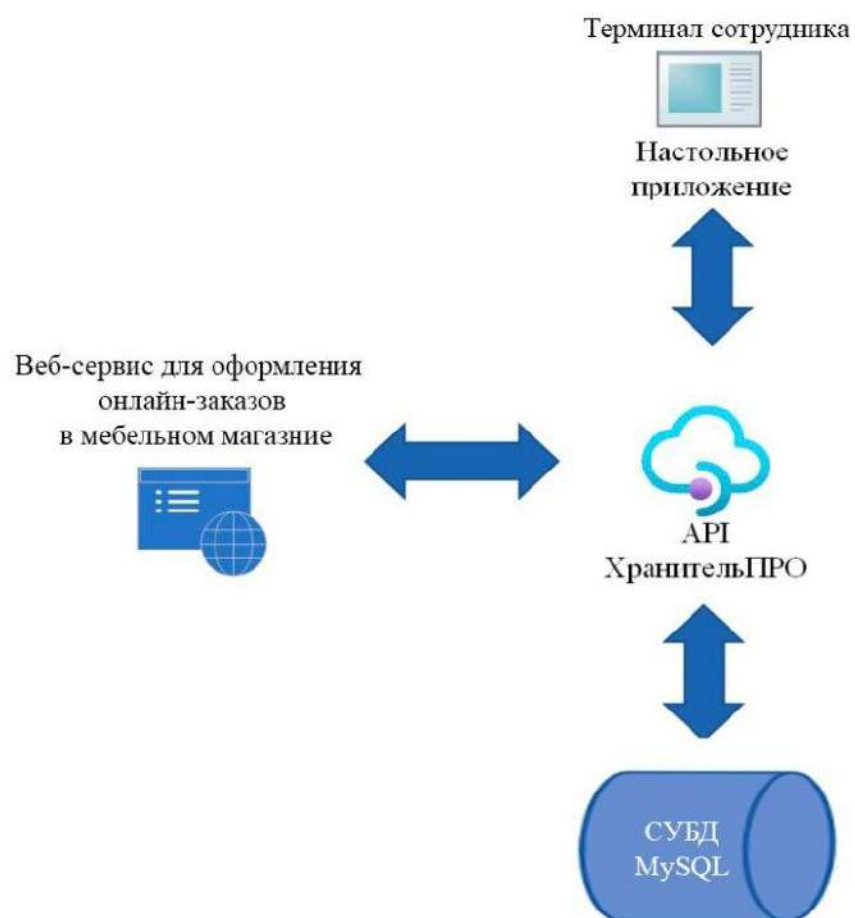 Терминал сотрудника
Настольное
приложение
Веб-сервис для оформления
онлайн-заказов
в мебельном магазние
API
ХранительПРО
СУБД
MySQL